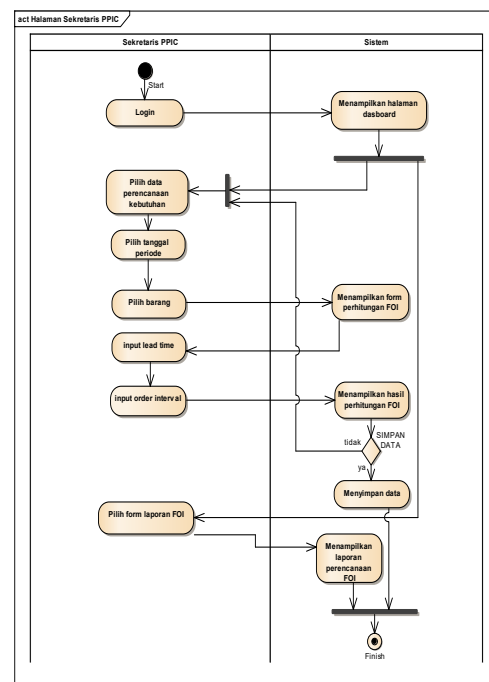 act Halaman Sekretaris PPIC
Sekretaris PPIC
Sistem
Start
Login
Menampilkan halaman
dasboard
Pilih data
perencanaan
kebutuhan
Pilih tanggal
periode
Pilih barang
Menampilkan form
perhitungan FOI
input lead time
input order interval
Menampilkan hasil
perhitungan FOI
tidak
SIMPAN
DATA
ya
Menyimpan data
Pilih form laporan FOI
Menampilkan
laporan
perencanaan
FOI
Finish